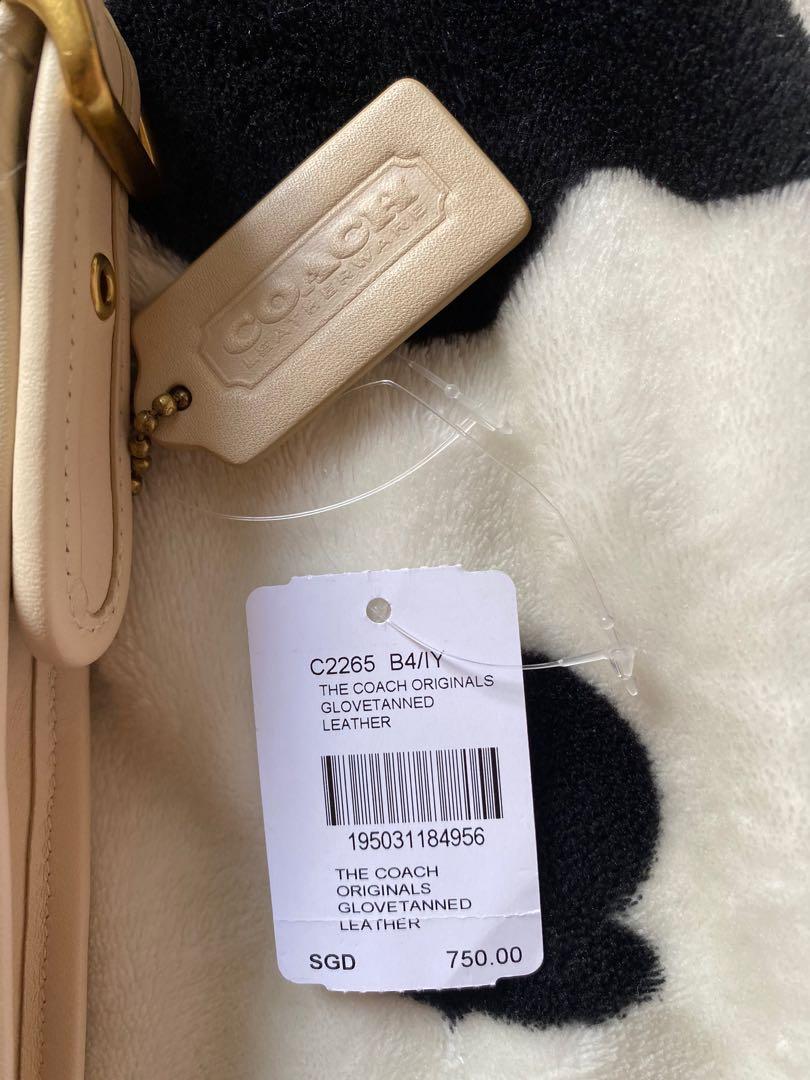 COACH
LEATHERWARE
C2265 B4/IY
THE COACH ORIGINALS
GLOVETANNED
LEATHER
195031184956
THE COACH
ORIGINALS
GLOVETANNED
LEATHER
SGD 750.00